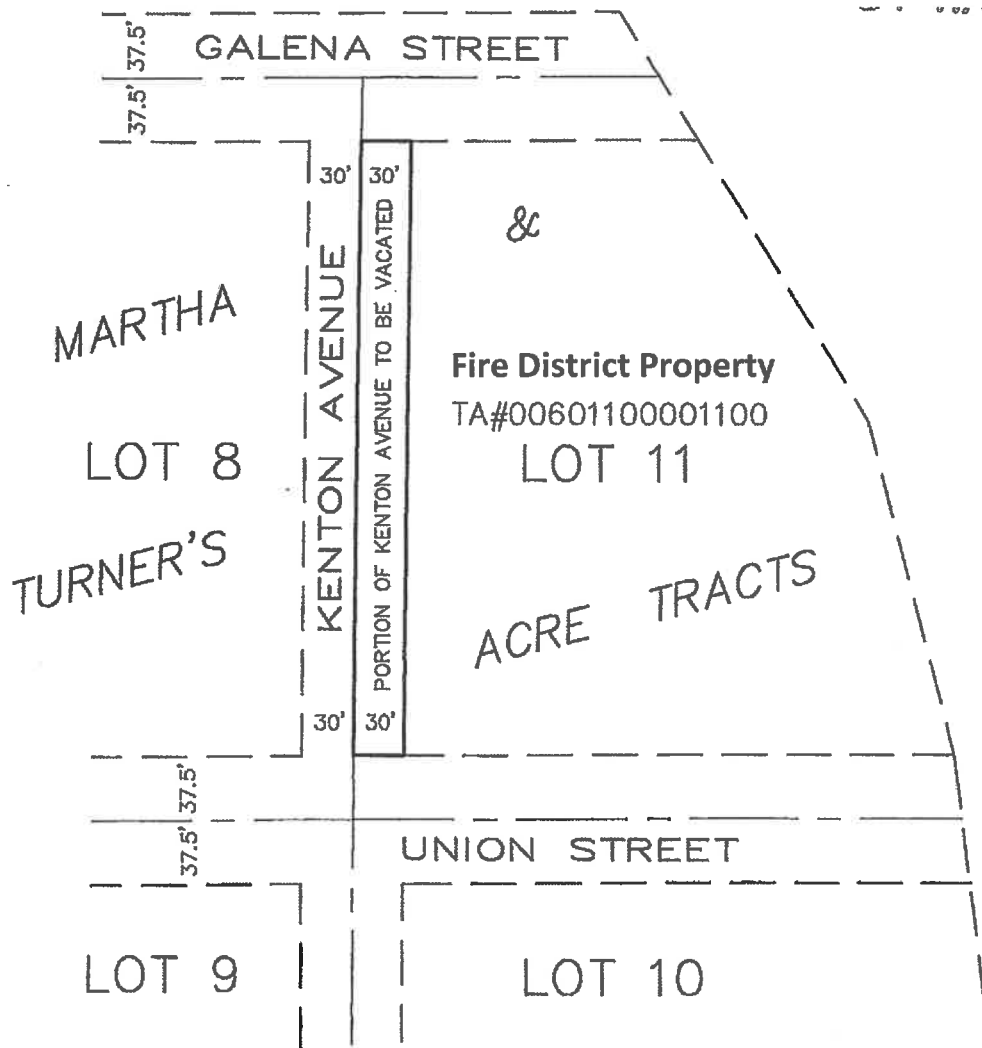 GALENA STREET
37.5'
37.5'
30'
30'
&
MARTHA
KENTON AVENUE
PORTION OF KENTON AVENUE TO BE VACATED
Fire District Property
TA#00601100001100
LOT 8
LOT 11
TURNER'S
ACRE TRACTS
30'
30'
37.5'
37.5'
UNION STREET
LOT 9
LOT 10